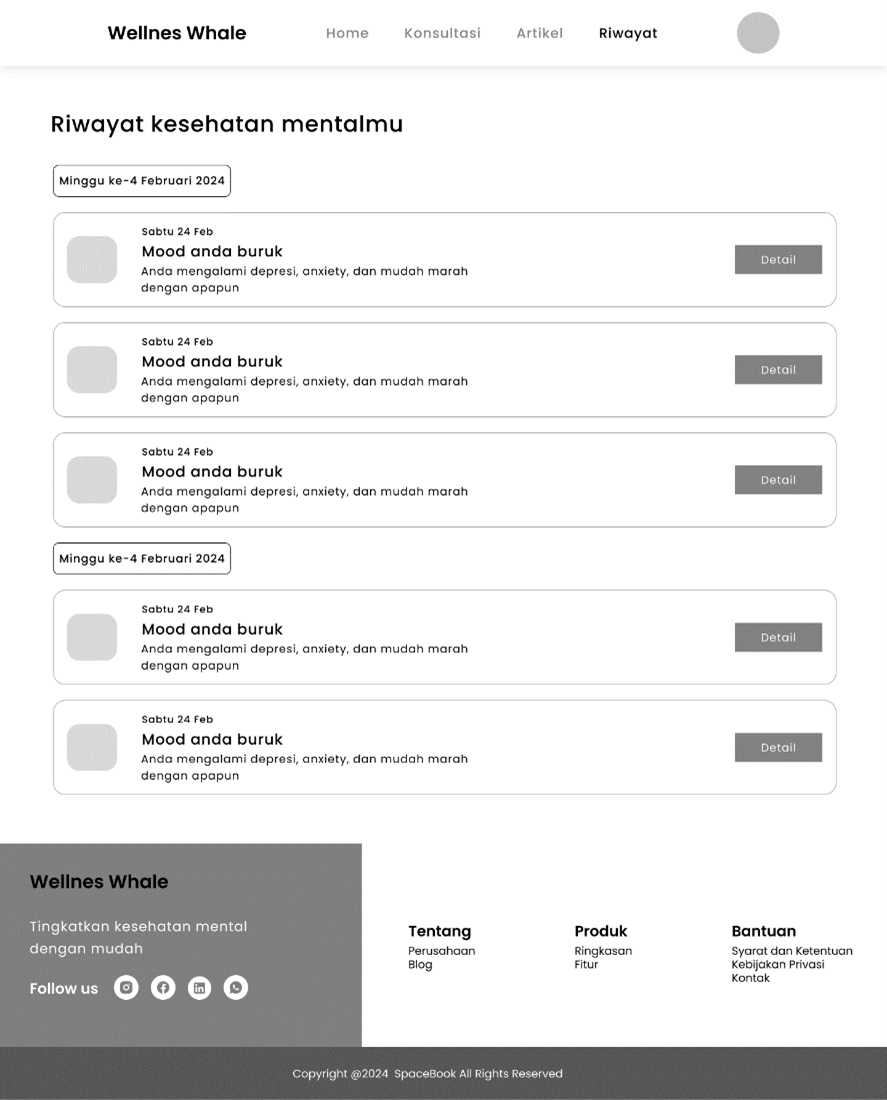 Wellnes Whale
Home Konsultasi Artikel Riwayat
Riwayat kesehatan mentalmu
Minggu ke-4 Februari 2024
Sabtu 24 Feb
Mood anda buruk
Anda mengalami depresi, anxiety, dan mudah marah
dengan apapun
Detail
Sabtu 24 Feb
Mood anda buruk
Anda mengalami depresi, anxiety, dan mudah marah
dengan apapun
Detail
Sabtu 24 Feb
Mood anda buruk
Anda mengalami depresi, anxiety, dan mudah marah
dengan apapun
Detail
Minggu ke-4 Februari 2024
Sabtu 24 Feb
Mood anda buruk
Anda mengalami depresi, anxiety, dan mudah marah
dengan apapun
Detail
Sabtu 24 Feb
Mood anda buruk
Anda mengalami depresi, anxiety, dan mudah marah
dengan apapun
Detail
Wellnes Whale
Tingkatkan kesehatan mental
dengan mudah
Follow us
Tentang
Perusahaan
Blog
Produk
Ringkasan
Fitur
Bantuan
Syarat dan Ketentuan
Kebijakan Privasi
Kontak
Copyright @2024 SpaceBook All Rights Reserved